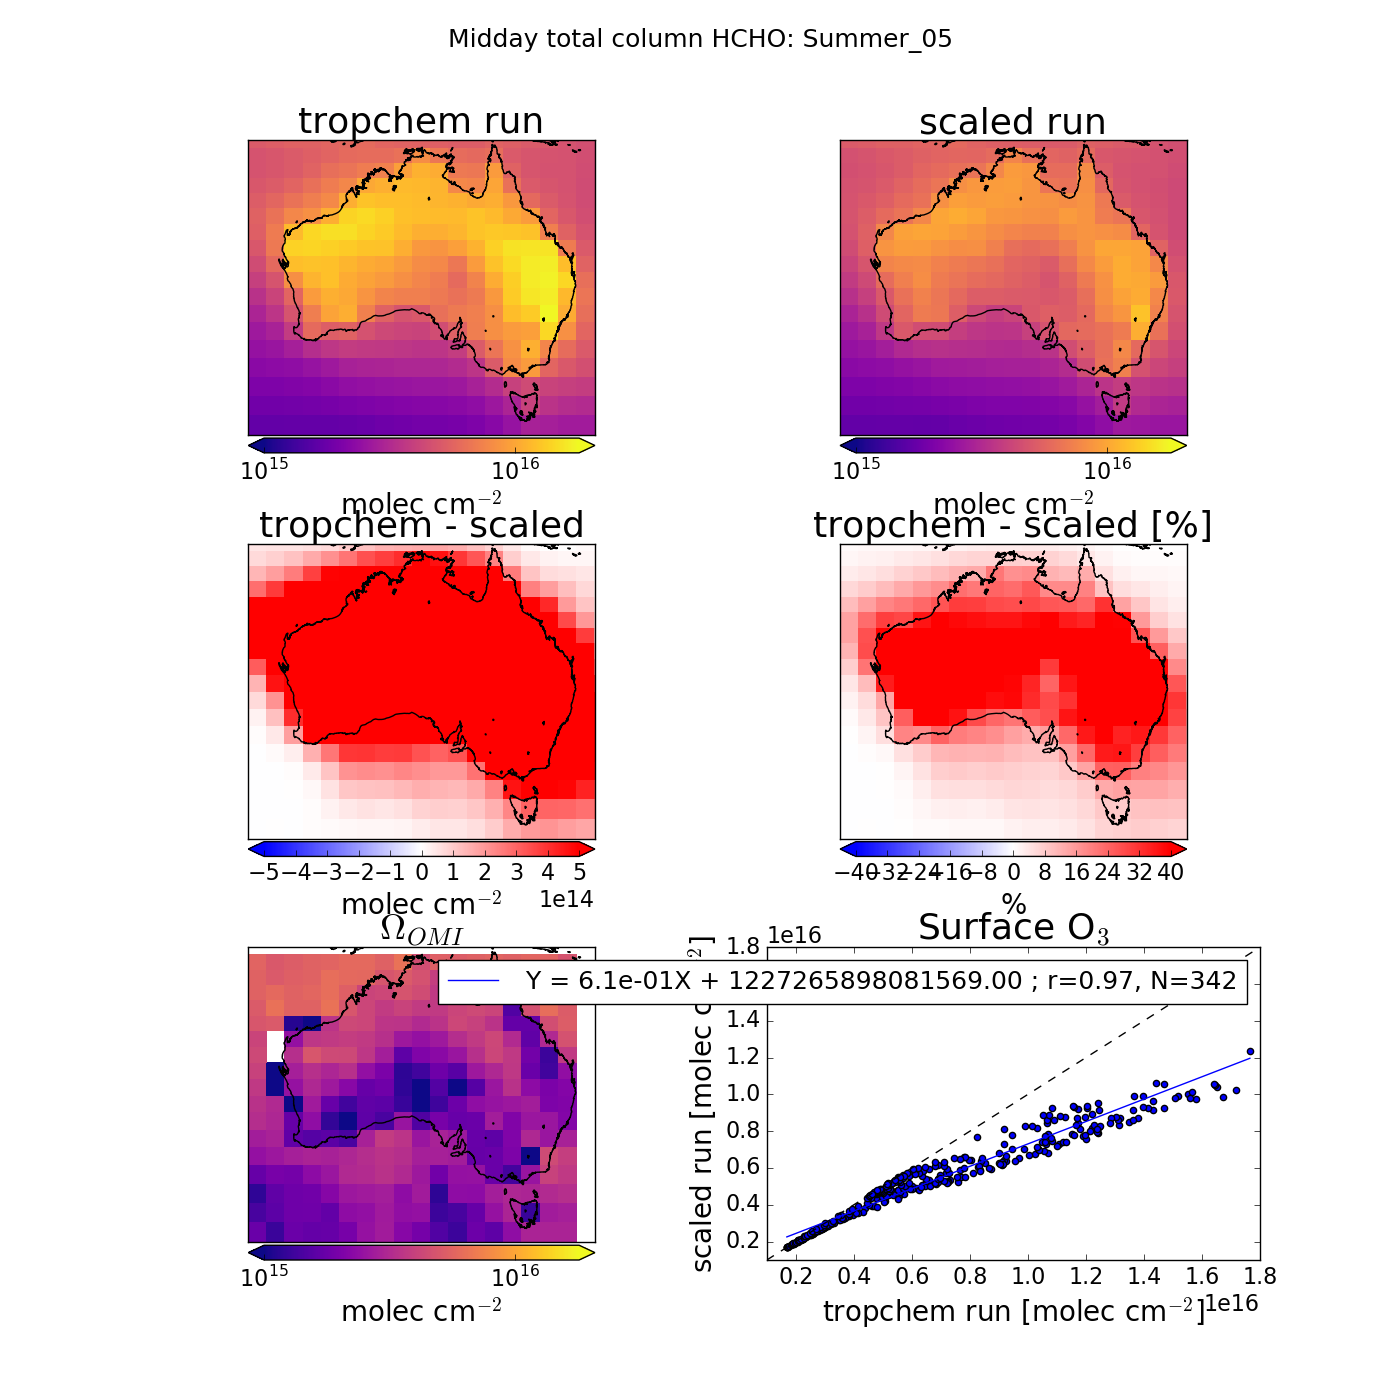 Midday total column HCHO: Summer_05
tropchem run
scaled run
10^15 10^16
molec cm^-2
10^15 10^16
molec cm^-2
tropchem - scaled
tropchem - scaled [%]
−5 −4 −3 −2 −1 0 1 2 3 4 5
1e14
molec cm^-2
−40 −32 −24 −16 −8 0 8 16 24 32 40
%
Ω_OMI
10^15 10^16
molec cm^-2
Surface O_3
1e16
Y = 6.1e-01X + 1227265898081569.00 ; r=0.97, N=342
1.8
1.4
1.2
1.0
0.8
0.6
0.4
0.2
scaled run [molec c ^2]
0.2 0.4 0.6 0.8 1.0 1.2 1.4 1.6 1.8
1e16
tropchem run [molec cm^-2]